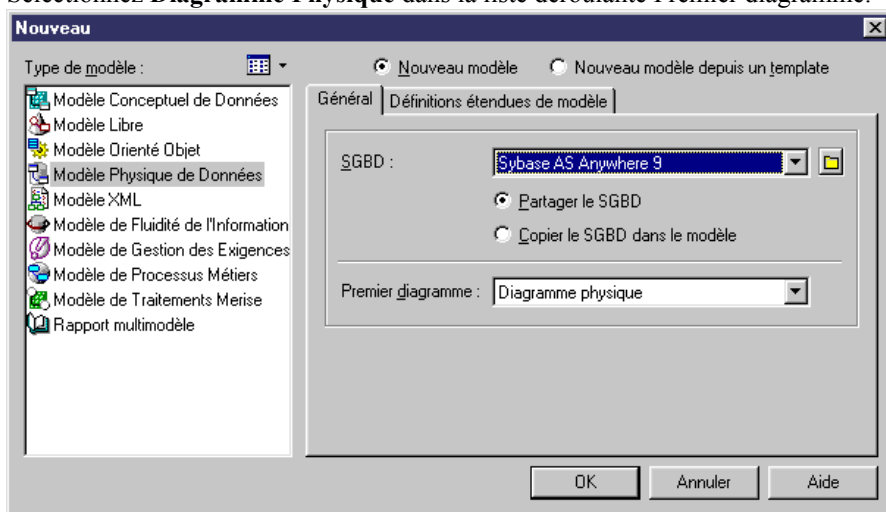 Sélectionnez Diagramme Physique dans la liste déroulante Premier diagramme.
Nouveau
Type de modèle :
Nouveau modèle
Nouveau modèle depuis un template
Modèle Conceptuel de Données
Modèle Libre
Modèle Orienté Objet
Modèle Physique de Données
Modèle XML
Modèle de Fluidité de l'Information
Modèle de Gestion des Exigences
Modèle de Processus Métiers
Modèle de Traitements Merise
Rapport multimodèle
Général
Définitions étendues de modèle
SGBD :
Sybase AS Anywhere 9
Partager le SGBD
Copier le SGBD dans le modèle
Premier diagramme :
Diagramme physique
OK
Annuler
Aide